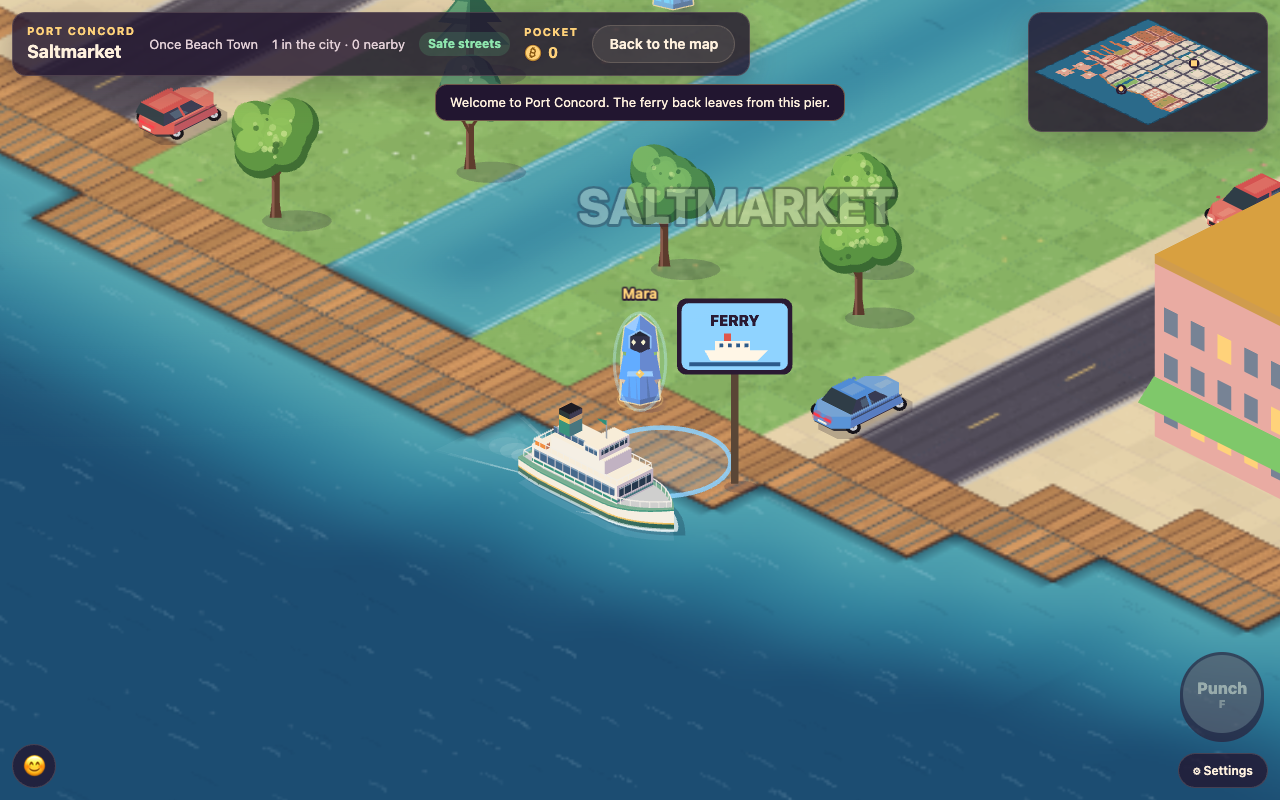 PORT CONCORD
Saltmarket
Once Beach Town
1 in the city · 0 nearby
Safe streets
POCKET
0
Back to the map
Welcome to Port Concord. The ferry back leaves from this pier.
SALTMARKET
Mara
FERRY
Punch
F
Settings